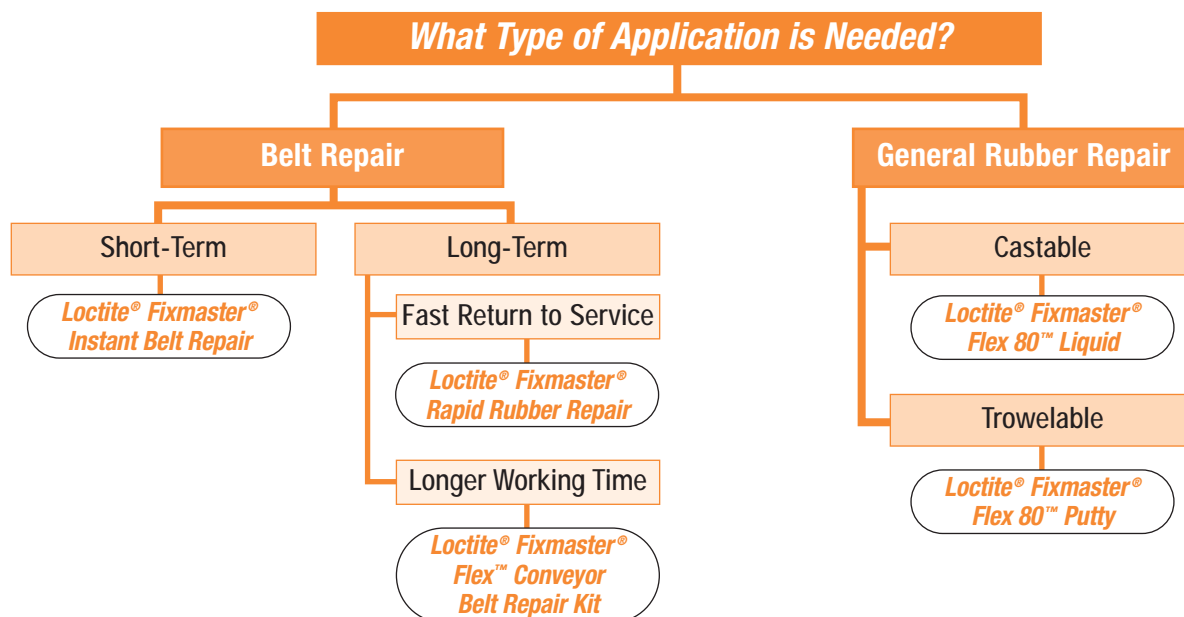 What Type of Application is Needed?
Belt Repair
General Rubber Repair
Short-Term
Long-Term
Castable
Loctite® Fixmaster®
Instant Belt Repair
Fast Return to Service
Loctite® Fixmaster®
Flex 80™ Liquid
Loctite® Fixmaster®
Rapid Rubber Repair
Trowelable
Longer Working Time
Loctite® Fixmaster®
Flex 80™ Putty
Loctite® Fixmaster®
Flex™ Conveyor
Belt Repair Kit